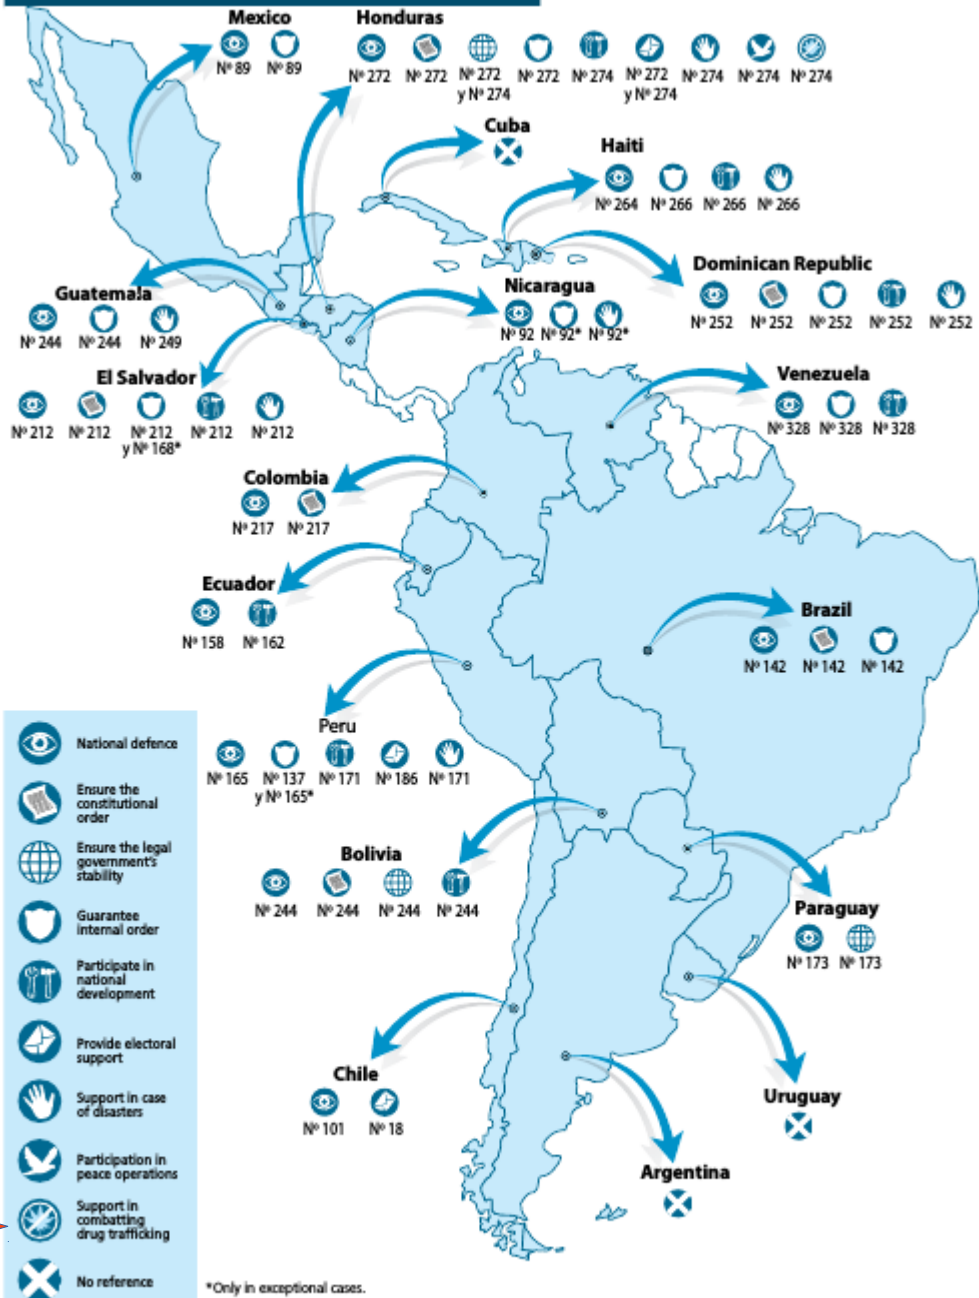 Mexico
Nº 89 Nº 89
Honduras
Nº 272 Nº 272 Nº 272 Nº 272 Nº 274 Nº 272 Nº 274 Nº 274 Nº 274
y Nº 274 y Nº 274
Cuba
Haiti
Nº 264 Nº 266 Nº 266 Nº 266
Dominican Republic
Nº 252 Nº 252 Nº 252 Nº 252 Nº 252
Guatemala
Nº 244 Nº 244 Nº 249
Nicaragua
Nº 92 Nº 92* Nº 92*
El Salvador
Nº 212 Nº 212 Nº 212 Nº 212 Nº 212
y Nº 168*
Venezuela
Nº 328 Nº 328 Nº 328
Colombia
Nº 217 Nº 217
Ecuador
Nº 158 Nº 162
Brazil
Nº 142 Nº 142 Nº 142
Peru
Nº 165 Nº 137 Nº 171 Nº 186 Nº 171
y Nº 165*
Bolivia
Nº 244 Nº 244 Nº 244 Nº 244
Paraguay
Nº 173 Nº 173
Chile
Nº 101 Nº 18
Uruguay
Argentina
National defence
Ensure the
constitutional
order
Ensure the legal
government's
stability
Guarantee
internal order
Participate in
national
development
Provide electoral
support
Support in case
of disasters
Participation in
peace operations
Support in
combatting
drug trafficking
No reference
*Only in exceptional cases.